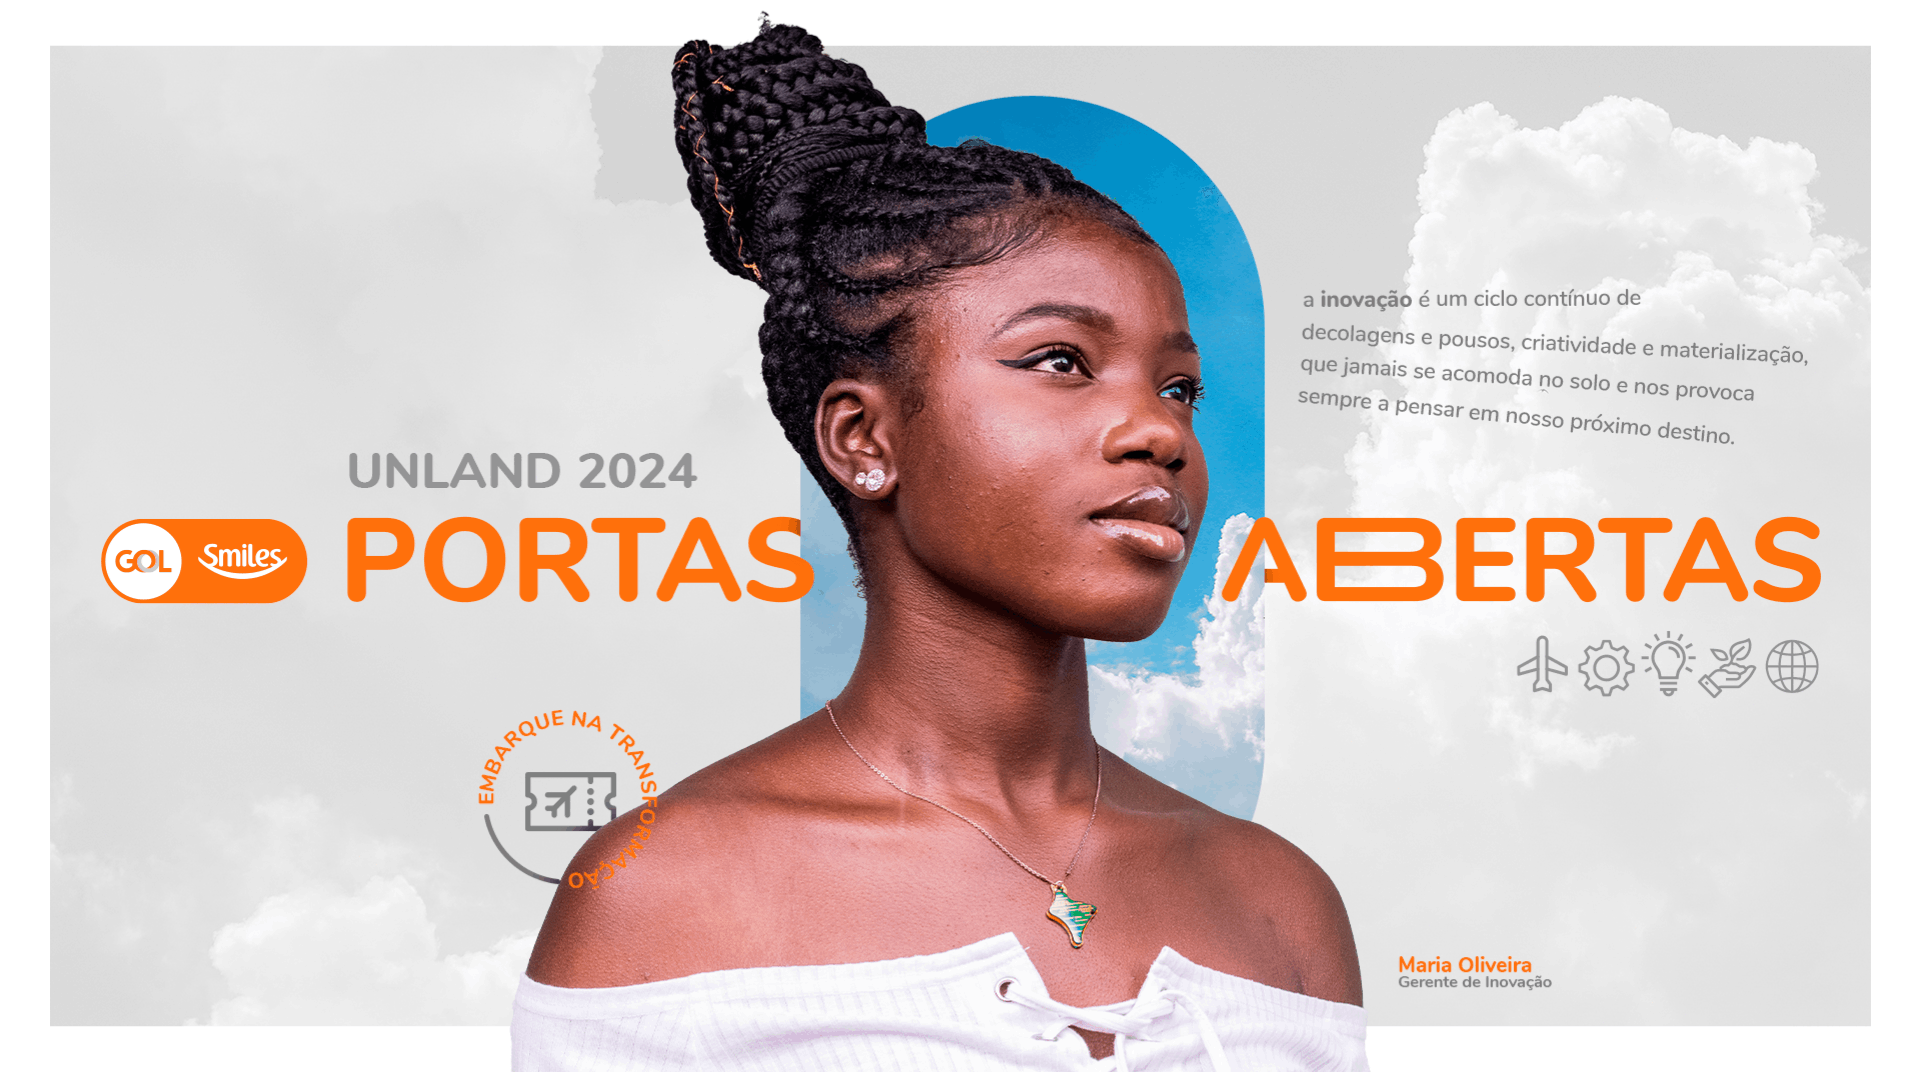 a inovação é um ciclo contínuo de
decolagens e pousos, criatividade e materialização,
que jamais se acomoda no solo e nos provoca
sempre a pensar em nosso próximo destino.
UNLAND 2024
GOL Smiles
PORTAS ABERTAS
EMBARQUE NA TRANSFORMAÇÃO
Maria Oliveira
Gerente de Inovação